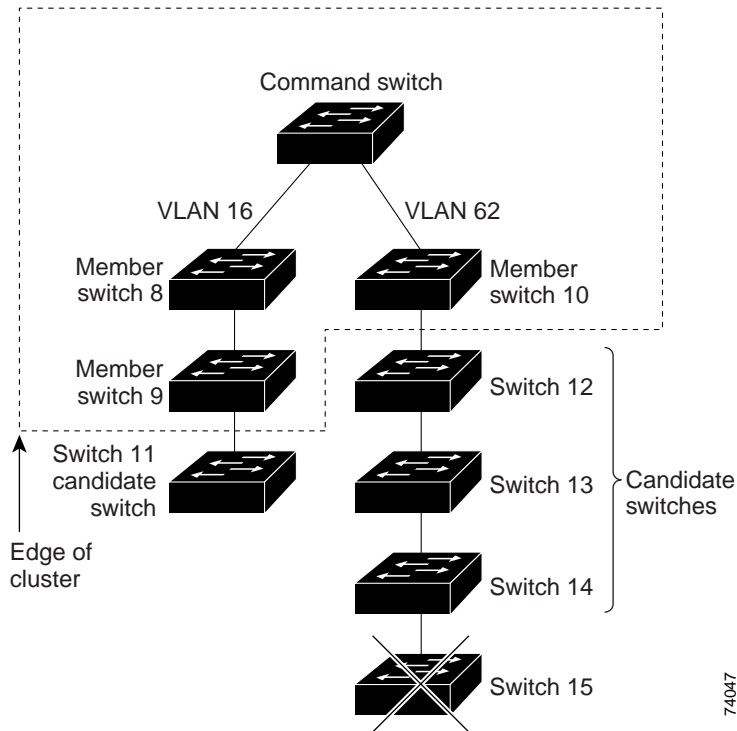 Command switch
VLAN 16
VLAN 62
Member
switch 8
Member
switch 10
Member
switch 9
Switch 12
Switch 11
candidate
switch
Switch 13
Candidate
switches
Edge of
cluster
Switch 14
Switch 15
74047